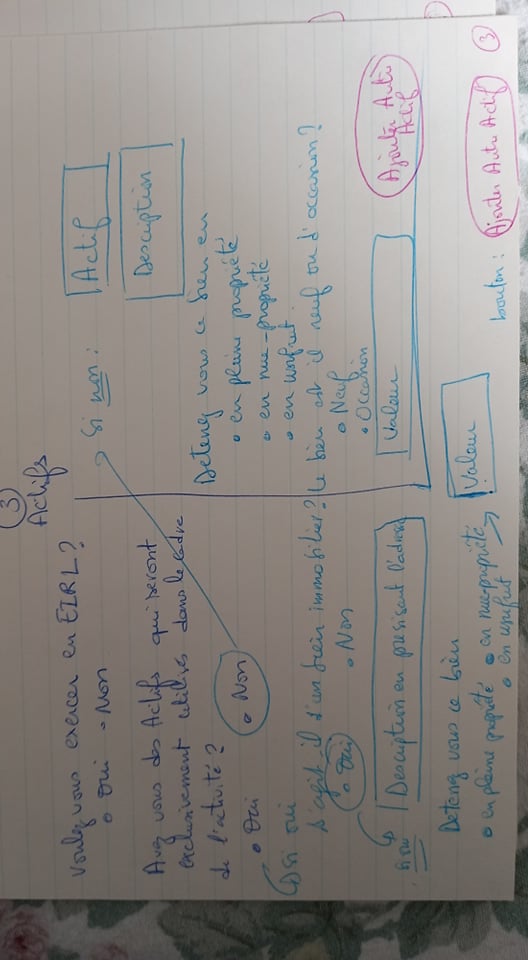 3
Actifs
Voulez vous exercer en EIRL?
• Oui • Non
Avez vous des Actifs qui seront
exclusivement utilisés dans le cadre
de l'activité?
• Oui • Non
Si oui
S'agit il d'un bien immobilier?
• Oui • Non
Description en précisant l'adresse
Detenez vous ce bien
• en pleine propriété • en nue-propriété
• en usufruit
Valeur
bouton: Ajouter Autre Actif
Si non:
Actif
Description
Detenez vous ce bien en
• en pleine propriété
• en nue-propriété
• en usufruit
Le bien est il neuf ou d'occasion?
• Neuf
• Occasion
Valeur
Ajouter Autre
Actif
3